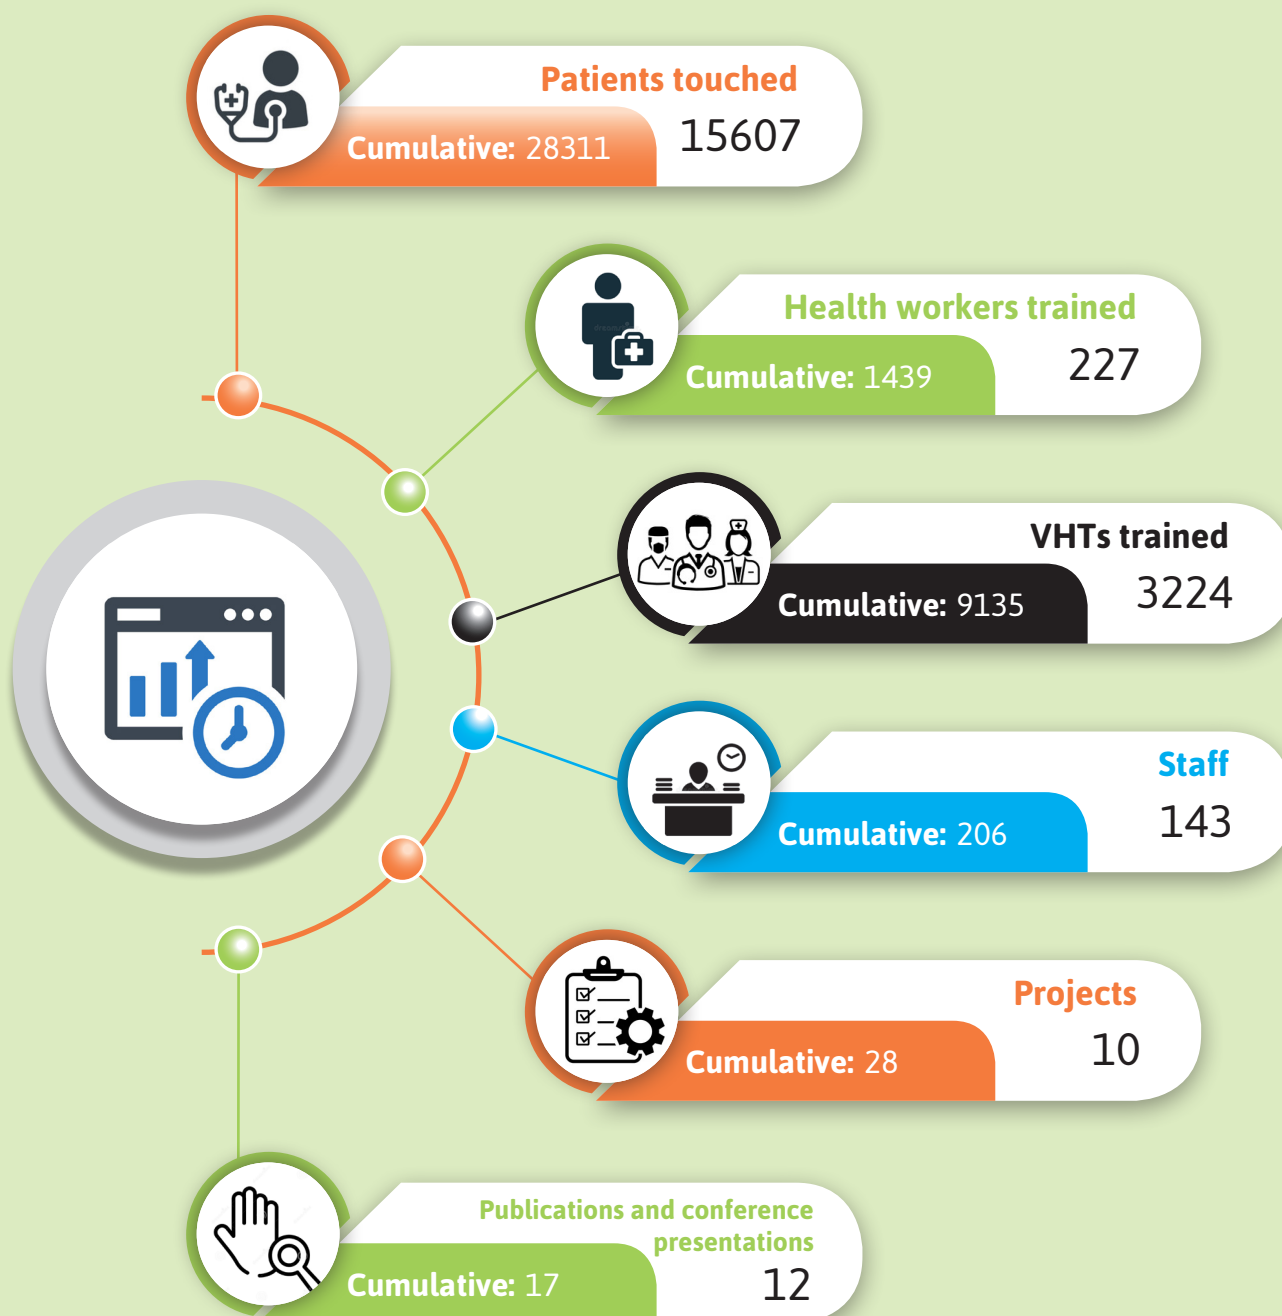 Patients touched
Cumulative: 28311
15607
Health workers trained
Cumulative: 1439
227
VHTs trained
Cumulative: 9135
3224
Staff
Cumulative: 206
143
Projects
Cumulative: 28
10
Publications and conference
presentations
Cumulative: 17
12